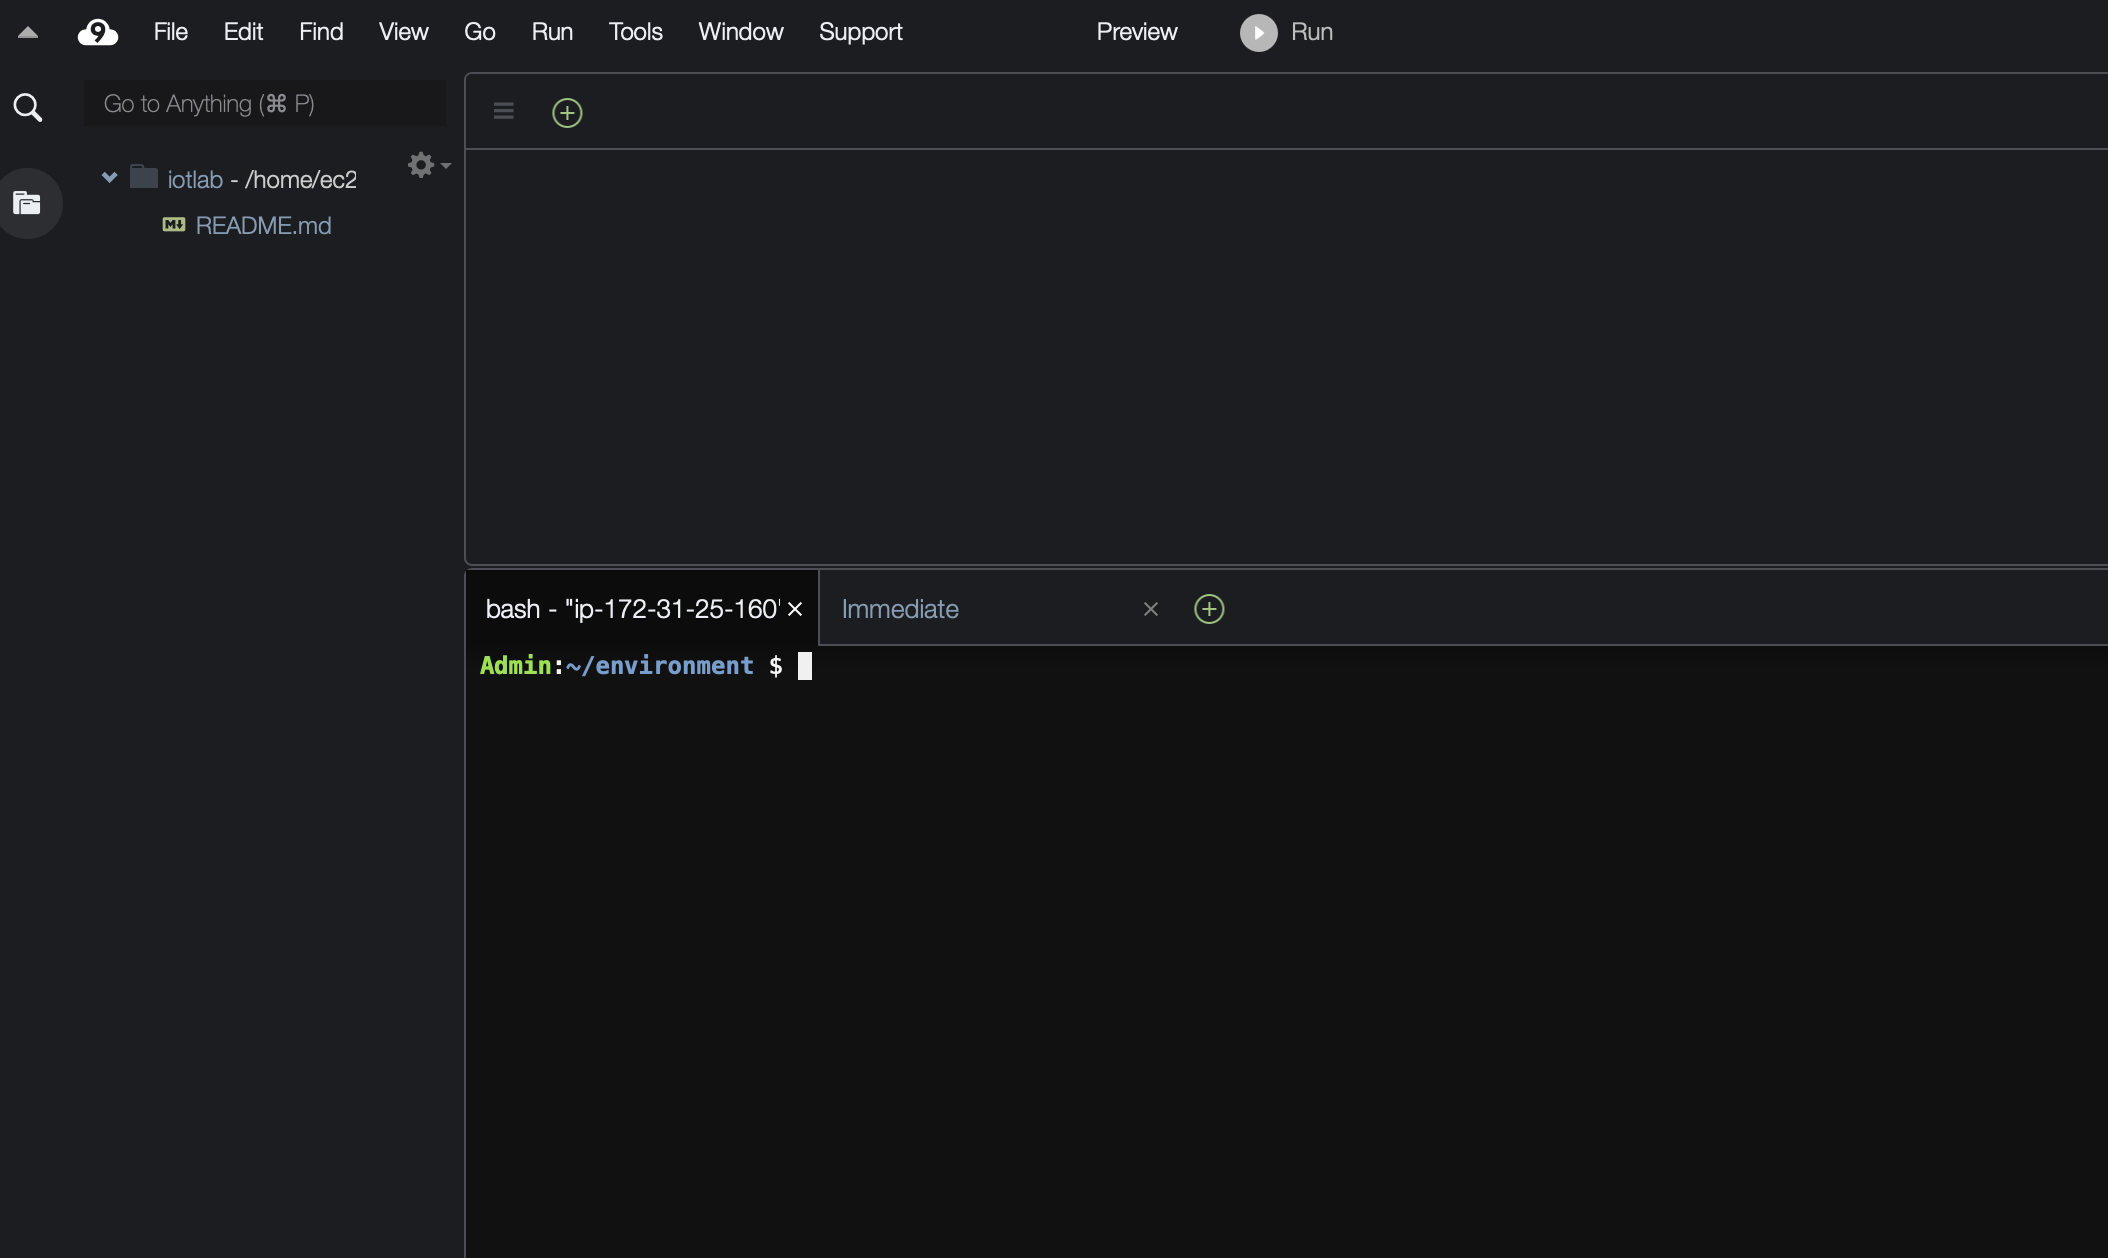 File Edit Find View Go Run Tools Window Support Preview Run
Go to Anything (⌘ P)
iotlab - /home/ec2
README.md
bash - "ip-172-31-25-160'
Immediate
Admin:~/environment $